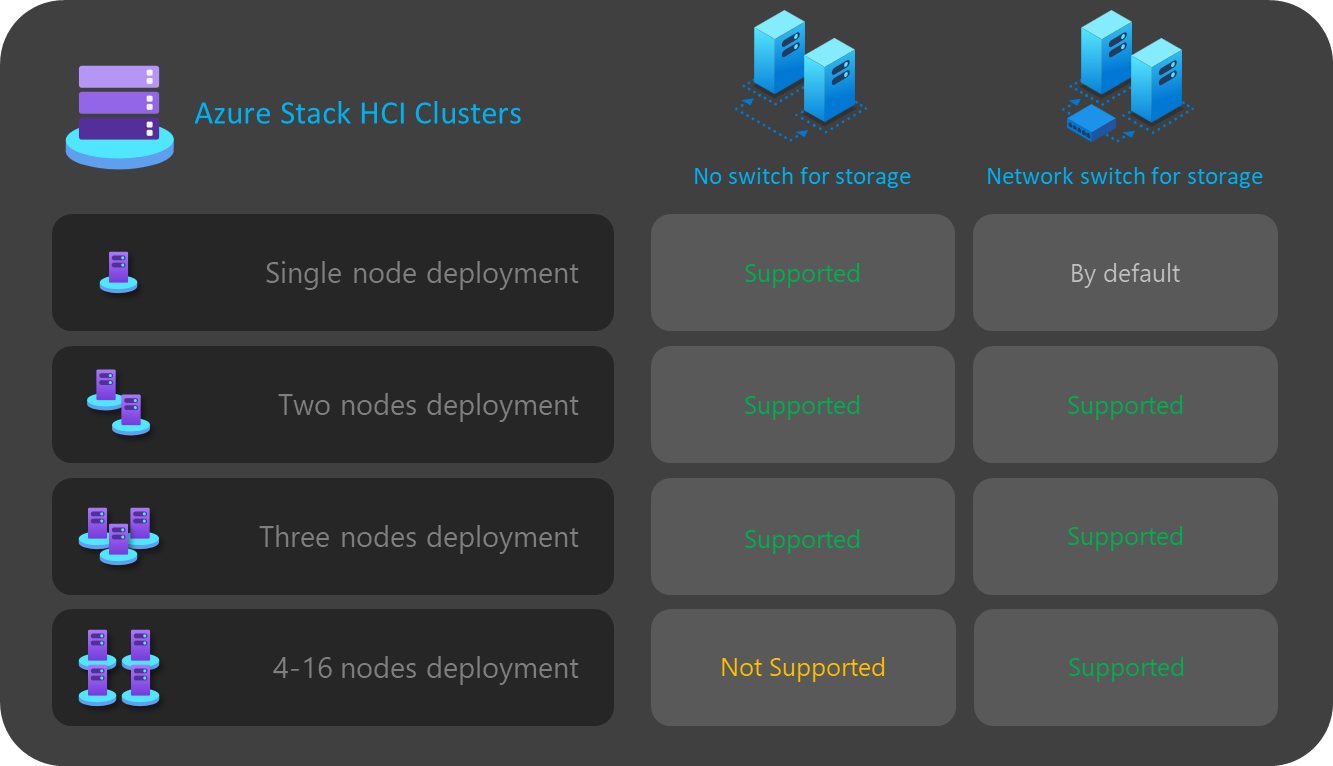 Azure Stack HCI Clusters
No switch for storage
Network switch for storage
Single node deployment
Supported
By default
Two nodes deployment
Supported
Supported
Three nodes deployment
Supported
Supported
4-16 nodes deployment
Not Supported
Supported